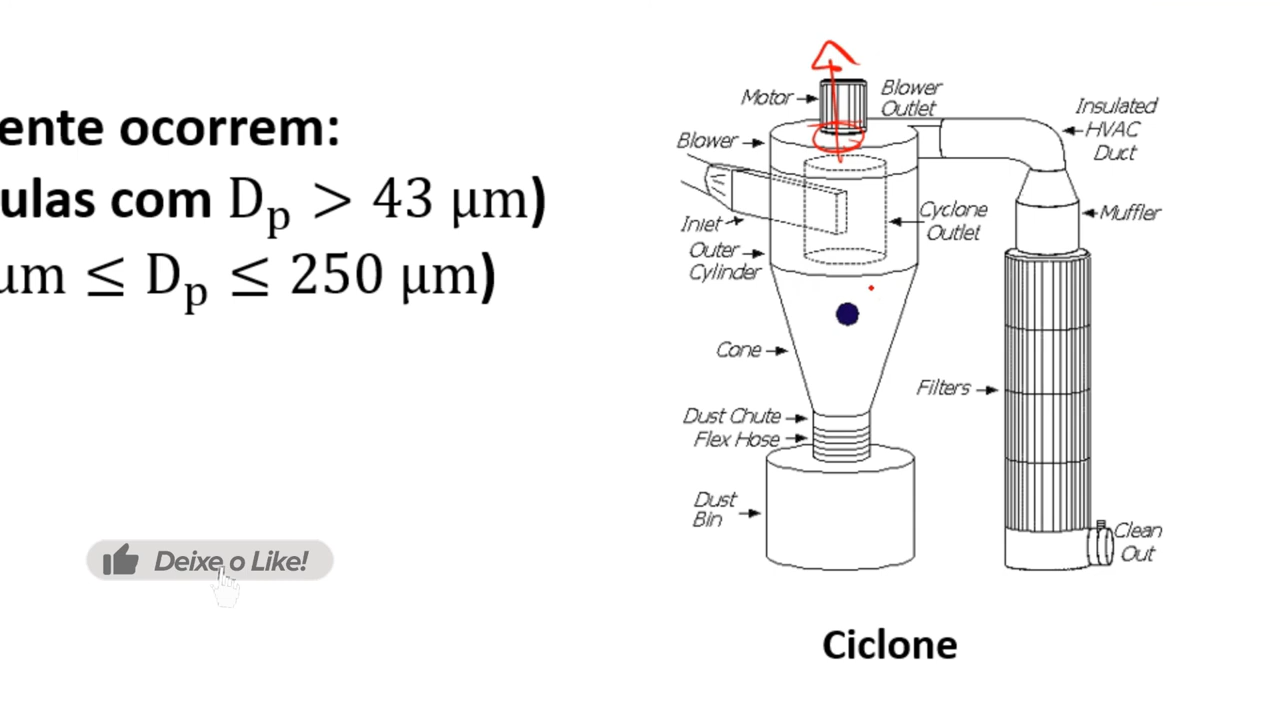 ente ocorrem:
ulas com Dp > 43 μm)
μm ≤ Dp ≤ 250 μm)
Deixe o Like!
Motor
Blower
Outlet
Insulated
HVAC
Duct
Blower
Inlet
Cyclone
Outlet
Muffler
Outer
Cylinder
Cone
Filters
Dust Chute
Flex Hose
Dust
Bin
Clean
Out
Ciclone